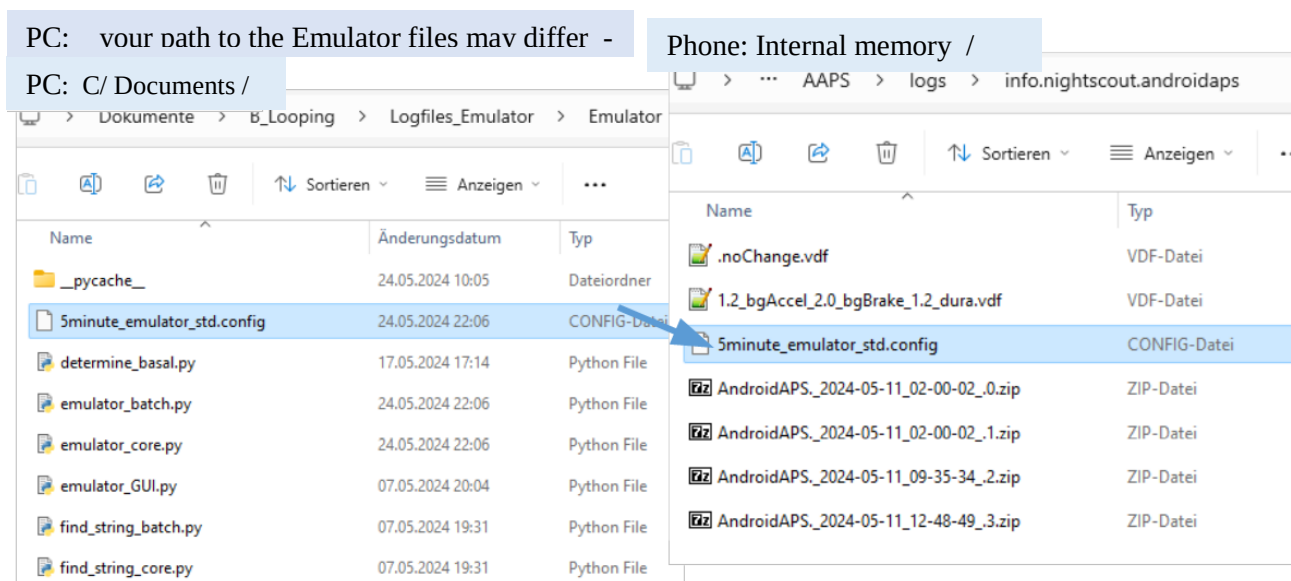 PC: your path to the Emulator files may differ -
PC: C/ Documents /
Dokumente > B_Looping > Logfiles_Emulator > Emulator
Sortieren Anzeigen ...
Name Änderungsdatum Typ
__pycache__ 24.05.2024 10:05 Dateiordner
5minute_emulator_std.config 24.05.2024 22:06 CONFIG-Datei
determine_basal.py 17.05.2024 17:14 Python File
emulator_batch.py 24.05.2024 22:06 Python File
emulator_core.py 24.05.2024 22:06 Python File
emulator_GUI.py 07.05.2024 20:04 Python File
find_string_batch.py 07.05.2024 19:31 Python File
find_string_core.py 07.05.2024 19:31 Python File
Phone: Internal memory /
> ... AAPS > logs > info.nightscout.androidaps
Sortieren Anzeigen
Name Typ
.noChange.vdf VDF-Datei
1.2_bgAccel_2.0_bgBrake_1.2_dura.vdf VDF-Datei
5minute_emulator_std.config CONFIG-Datei
AndroidAPS._2024-05-11_02-00-02_.0.zip ZIP-Datei
AndroidAPS._2024-05-11_02-00-02_.1.zip ZIP-Datei
AndroidAPS._2024-05-11_09-35-34_.2.zip ZIP-Datei
AndroidAPS._2024-05-11_12-48-49_.3.zip ZIP-Datei